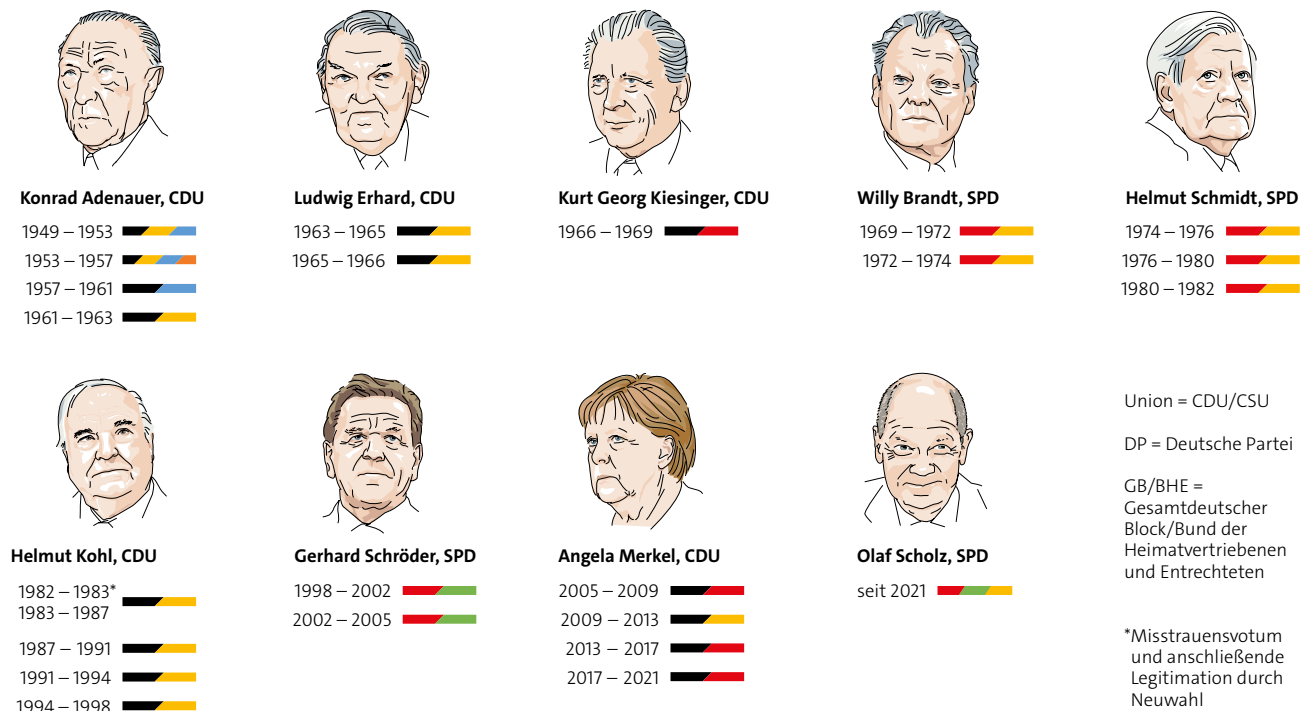 Konrad Adenauer, CDU
1949 – 1953
1953 – 1957
1957 – 1961
1961 – 1963
Ludwig Erhard, CDU
1963 – 1965
1965 – 1966
Kurt Georg Kiesinger, CDU
1966 – 1969
Willy Brandt, SPD
1969 – 1972
1972 – 1974
Helmut Schmidt, SPD
1974 – 1976
1976 – 1980
1980 – 1982
Helmut Kohl, CDU
1982 – 1983*
1983 – 1987
1987 – 1991
1991 – 1994
1994 – 1998
Gerhard Schröder, SPD
1998 – 2002
2002 – 2005
Angela Merkel, CDU
2005 – 2009
2009 – 2013
2013 – 2017
2017 – 2021
Olaf Scholz, SPD
seit 2021
Union = CDU/CSU
DP = Deutsche Partei
GB/BHE =
Gesamtdeutscher
Block/Bund der
Heimatvertriebenen
und Entrechteten
*Misstrauensvotum
und anschließende
Legitimation durch
Neuwahl